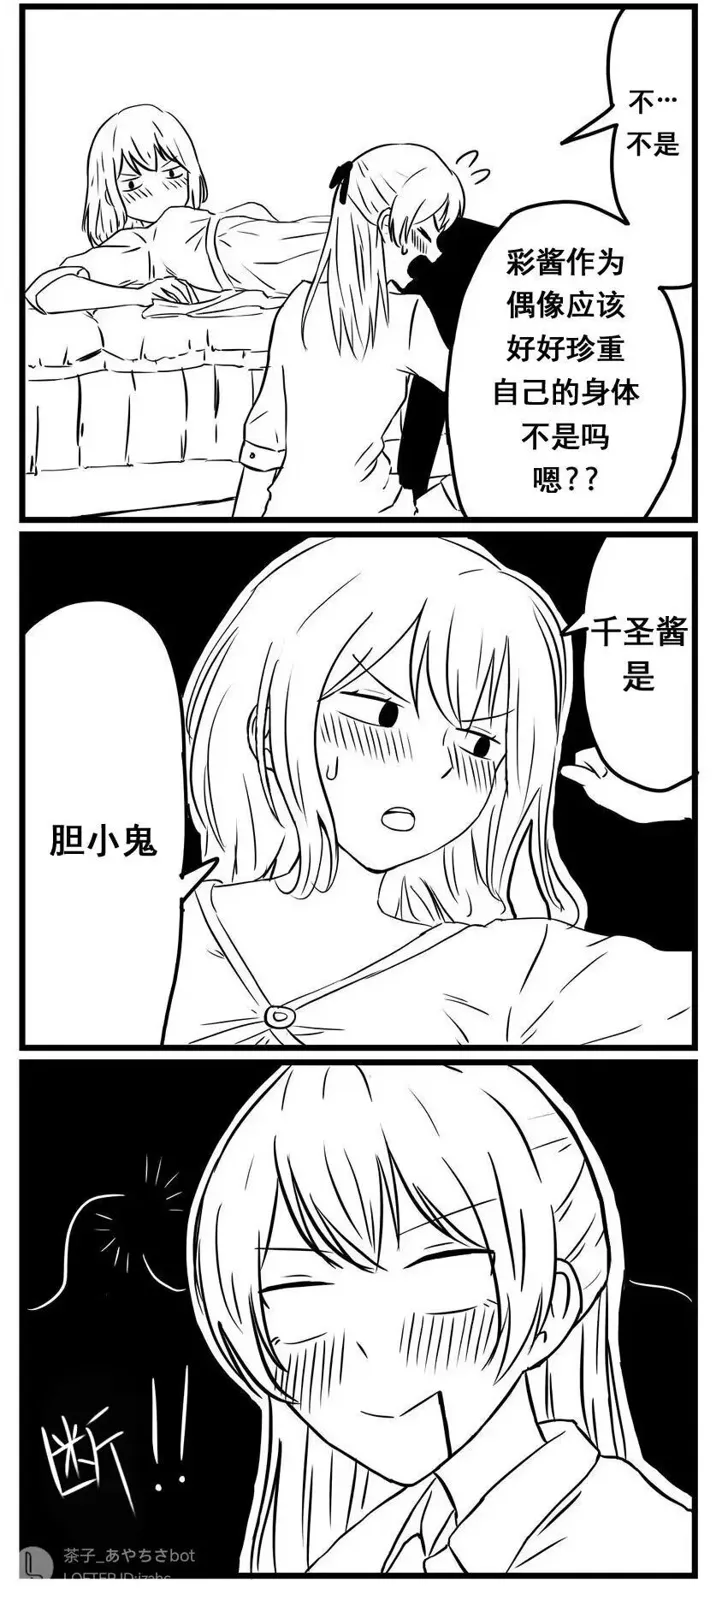 不…
不是
彩酱作为
偶像应该
好好珍重
自己的身体
不是吗
嗯??
千圣酱
是
胆小鬼
断!!
茶子_あやちさbot